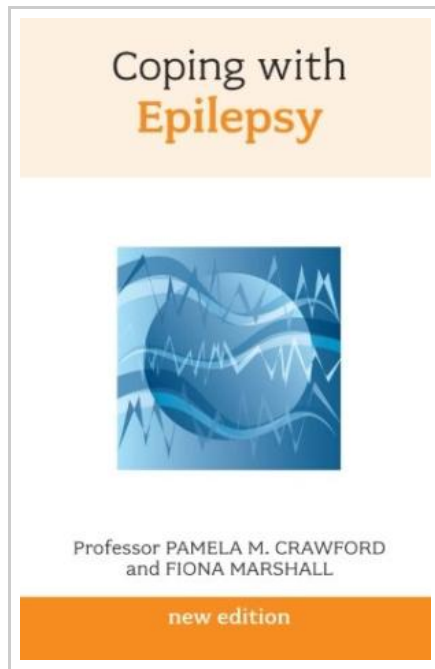 Coping with
Epilepsy
Professor PAMELA M. CRAWFORD
and FIONA MARSHALL
new edition